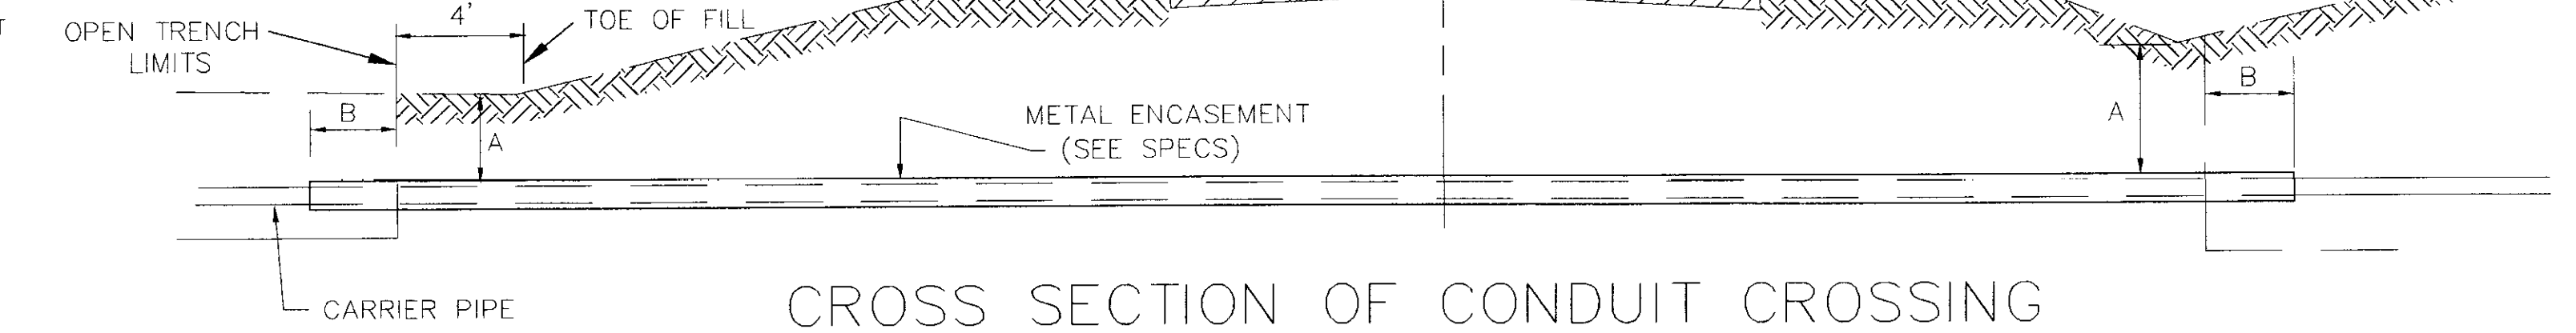 4'
TOE OF FILL
OPEN TRENCH
LIMITS
B
B
A
A
METAL ENCASEMENT
(SEE SPECS)
CARRIER PIPE
CROSS SECTION OF CONDUIT CROSSING